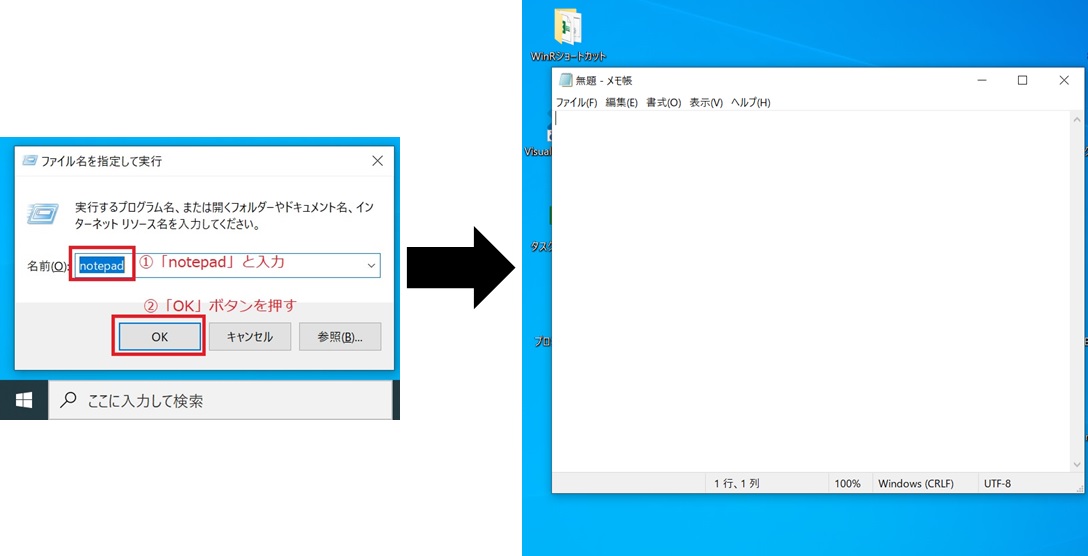 ファイル名を指定して実行
実行するプログラム名、または開くフォルダーやドキュメント名、イン
ターネット リソース名を入力してください。
名前(O):
notepad
①「notepad」と入力
②「OK」ボタンを押す
OK
キャンセル
参照(B)...
ここに入力して検索
WinRショートカット
無題 - メモ帳
ファイル(F) 編集(E) 書式(O) 表示(V) ヘルプ(H)
Visual
タスク
プロ
1 行、1 列
100%
Windows (CRLF)
UTF-8